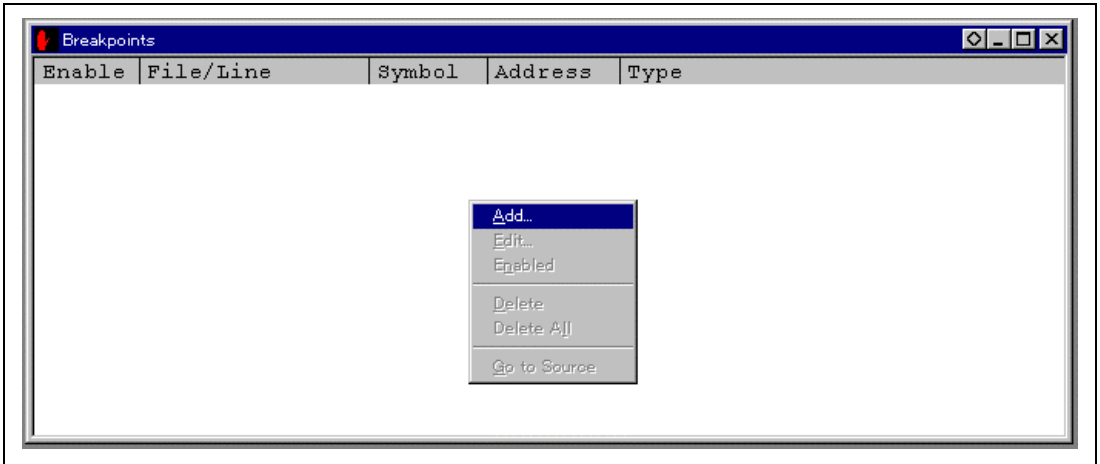 Breakpoints
Enable File/Line Symbol Address Type
Add...
Edit...
Enabled
Delete
Delete All
Go to Source